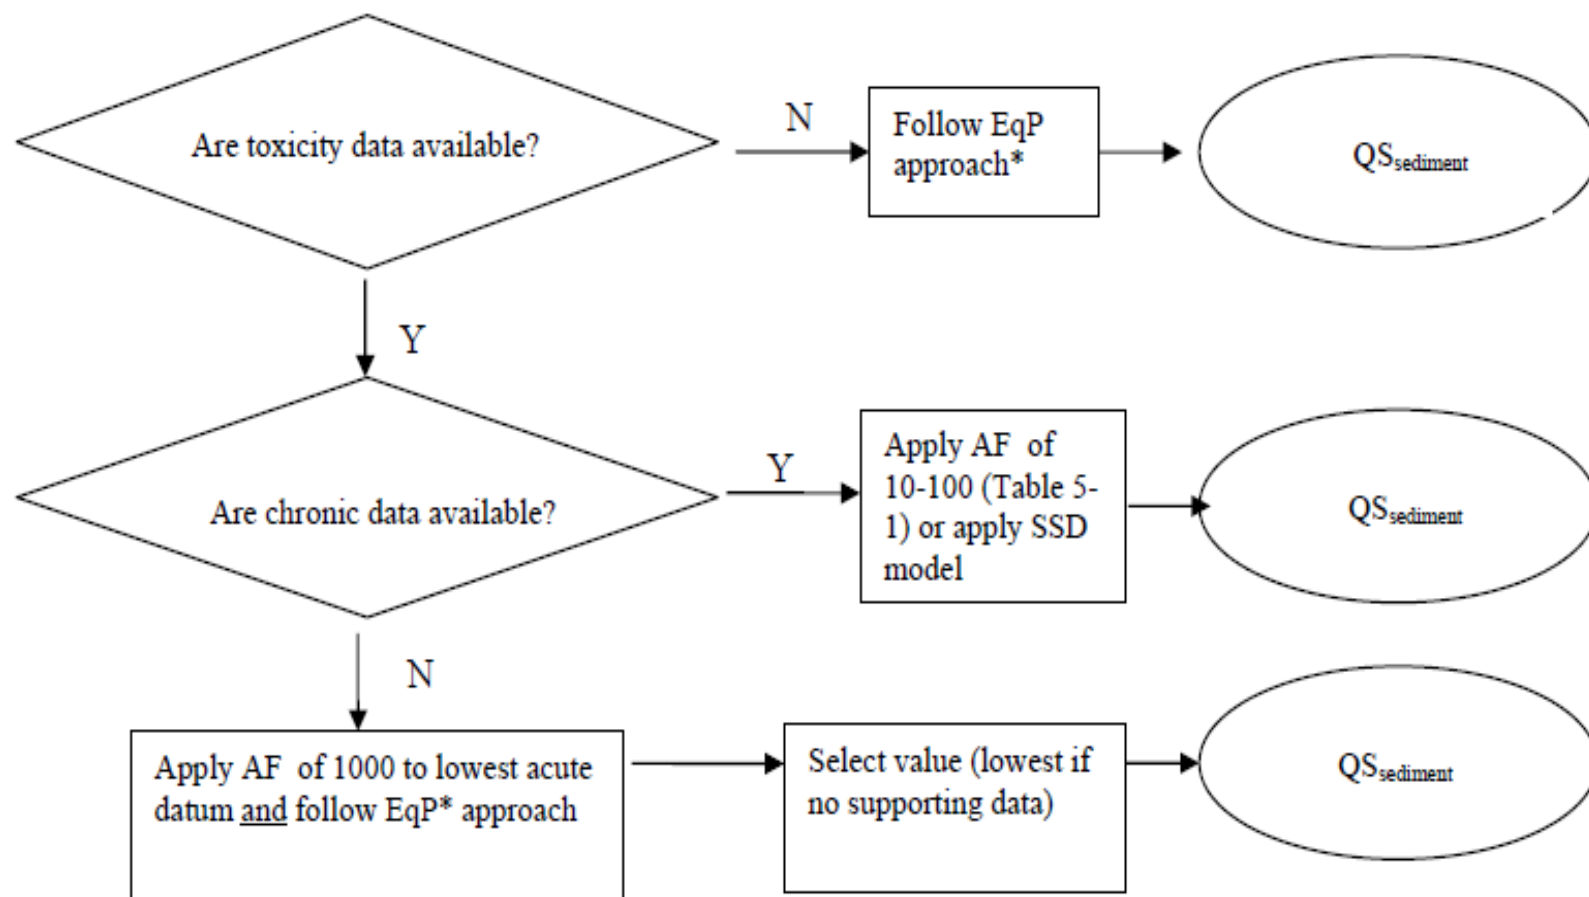 Are toxicity data available?
N
Follow EqP
approach*
QSsediment
Y
Are chronic data available?
Y
Apply AF of
10-100 (Table 5-
1) or apply SSD
model
QSsediment
N
Apply AF of 1000 to lowest acute
datum and follow EqP* approach
Select value (lowest if
no supporting data)
QSsediment